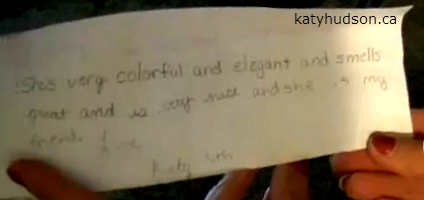 katyhudson.ca
She's very colorful and elegant and smells
great and is very nice and she is my
friend.
Katy